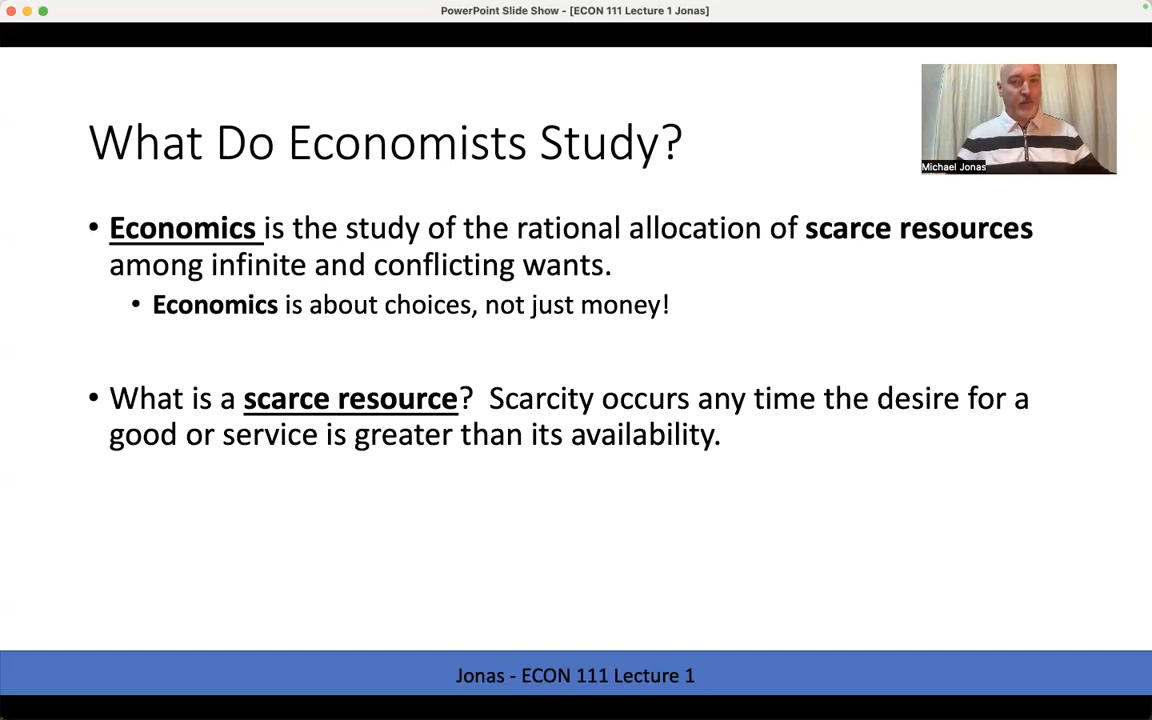 PowerPoint Slide Show - [ECON 111 Lecture 1 Jonas]
Michael Jonas
What Do Economists Study?
• Economics is the study of the rational allocation of scarce resources
among infinite and conflicting wants.
• Economics is about choices, not just money!
• What is a scarce resource?  Scarcity occurs any time the desire for a
good or service is greater than its availability.
Jonas - ECON 111 Lecture 1